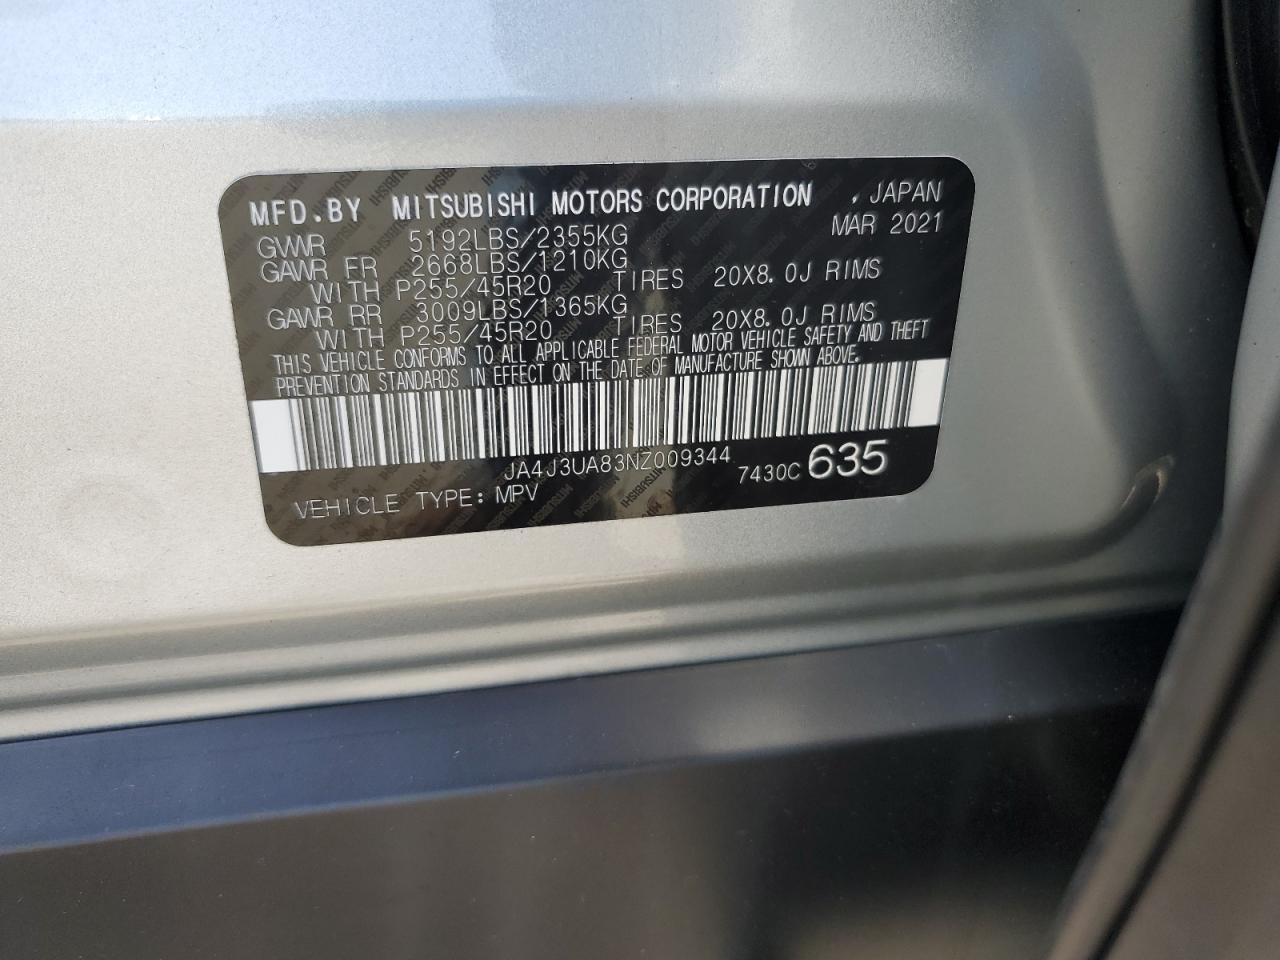 MFD.BY MITSUBISHI MOTORS CORPORATION , JAPAN
MAR 2021
GVWR 5192LBS/2355KG
GAWR FR 2668LBS/1210KG
WITH P255/45R20 TIRES 20X8.0J RIMS
GAWR RR 3009LBS/1365KG
WITH P255/45R20 TIRES 20X8.0J RIMS
THIS VEHICLE CONFORMS TO ALL APPLICABLE FEDERAL MOTOR VEHICLE SAFETY AND THEFT
PREVENTION STANDARDS IN EFFECT ON THE DATE OF MANUFACTURE SHOWN ABOVE.
JA4J3UA83NZ009344
7430C 635
VEHICLE TYPE: MPV